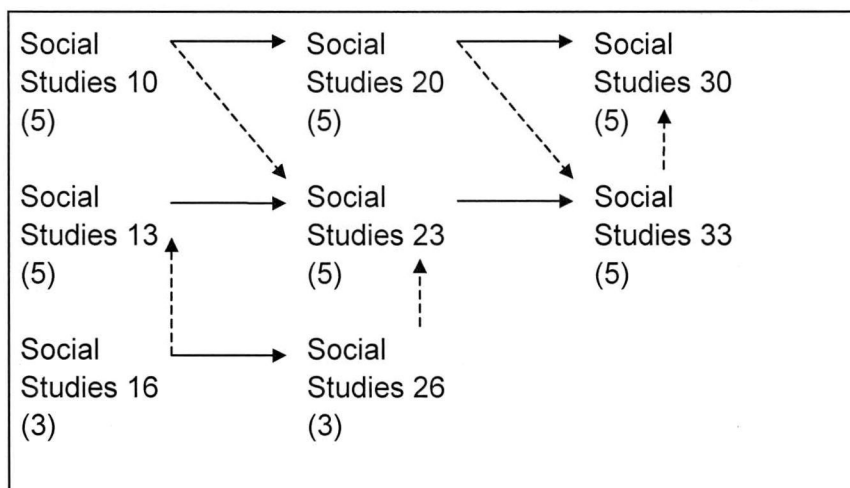 Social
Studies 10
(5)
Social
Studies 20
(5)
Social
Studies 30
(5)
Social
Studies 13
(5)
Social
Studies 23
(5)
Social
Studies 33
(5)
Social
Studies 16
(3)
Social
Studies 26
(3)